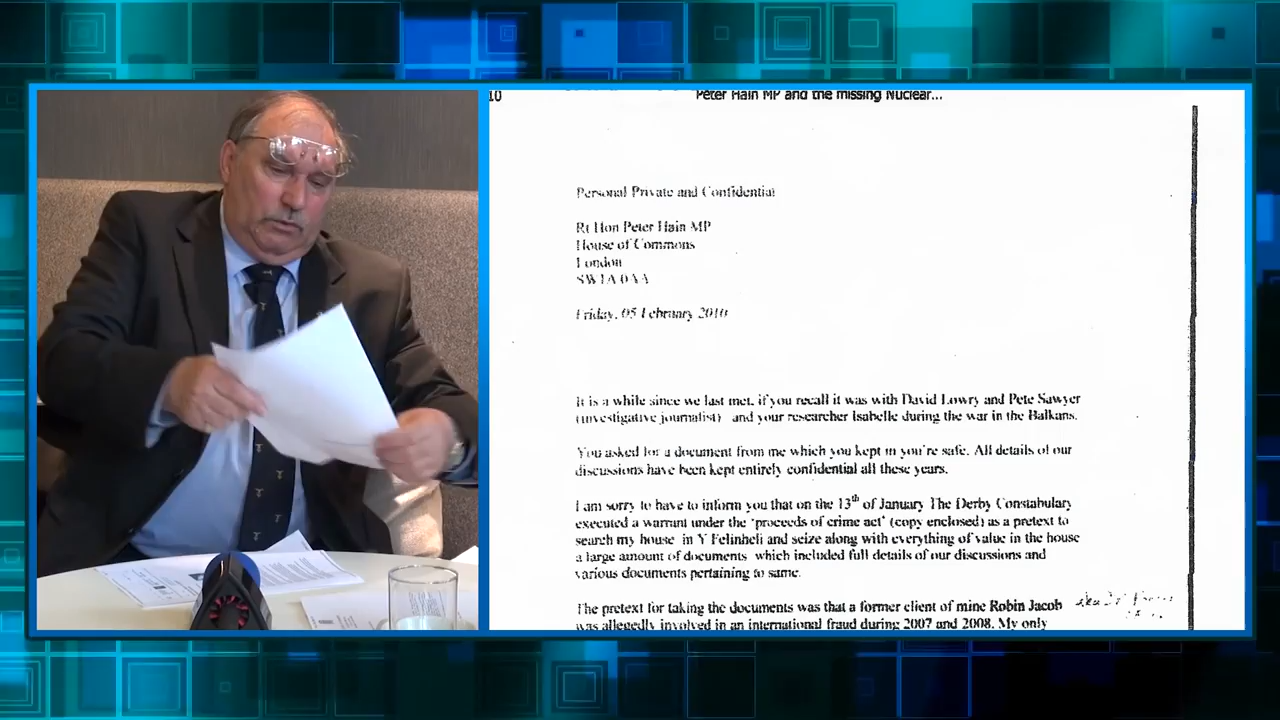 10
Peter Hain MP and the missing Nuclear...
Personal Private and Confidential
Rt Hon Peter Hain MP
House of Commons
London
SW1A 0AA
Friday, 05 February 2010
It is a while since we last met, if you recall it was with David Lowry and Pete Sawyer
(investigative journalist) and your researcher Isabelle during the war in the Balkans.
You asked for a document from me which you kept in you're safe. All details of our
discussions have been kept entirely confidential all these years.
I am sorry to have to inform you that on the 13th of January The Derby Constabulary
executed a warrant under the 'proceeds of crime act' (copy enclosed) as a pretext to
search my house in Y Felinheli and seize along with everything of value in the house
a large amount of documents which included full details of our discussions and
various documents pertaining to same.
The pretext for taking the documents was that a former client of mine Robin Jacob
was allegedly involved in an international fraud during 2007 and 2008. My only